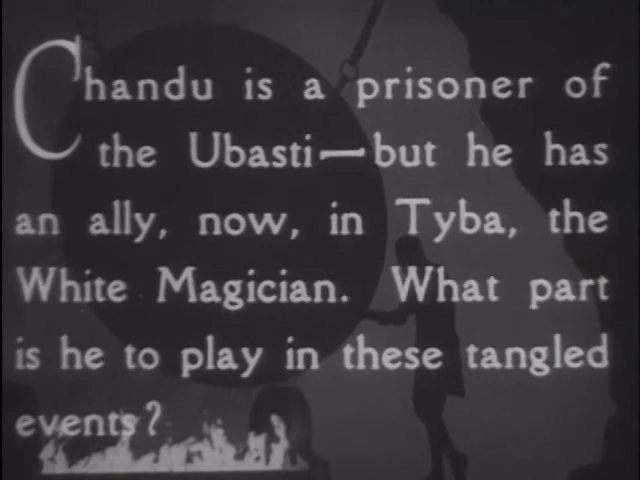 Chandu is a prisoner of
the Ubasti—but he has
an ally, now, in Tyba, the
White Magician. What part
is he to play in these tangled
events?